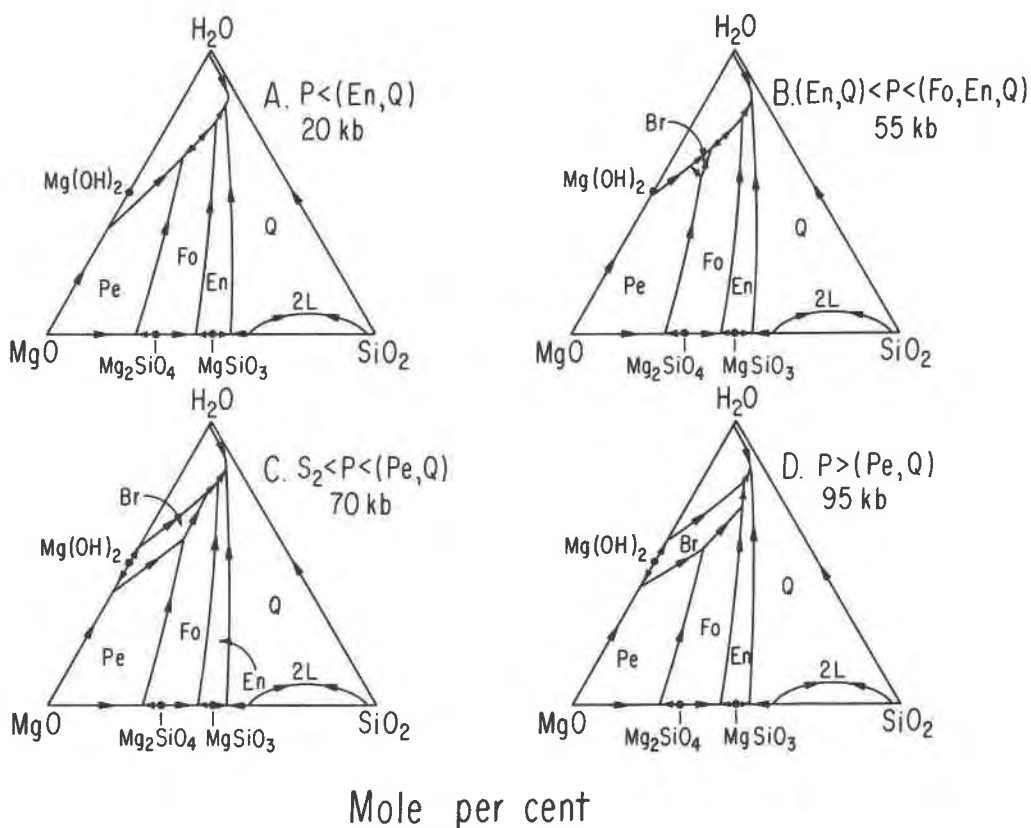 H₂O
A. P<(En,Q)
20 kb
Mg(OH)₂
Pe
Fo
En
Q
2L
MgO
Mg₂SiO₄
MgSiO₃
SiO₂
H₂O
B.(En,Q)<P<(Fo,En,Q)
55 kb
Br
Mg(OH)₂
Pe
Fo
En
Q
2L
MgO
Mg₂SiO₄
MgSiO₃
SiO₂
H₂O
C. S₂<P<(Pe,Q)
70 kb
Br
Mg(OH)₂
Pe
Fo
En
Q
2L
MgO
Mg₂SiO₄
MgSiO₃
SiO₂
H₂O
D. P>(Pe,Q)
95 kb
Mg(OH)₂
Br
Pe
Fo
En
Q
2L
MgO
Mg₂SiO₄
MgSiO₃
SiO₂
Mole per cent